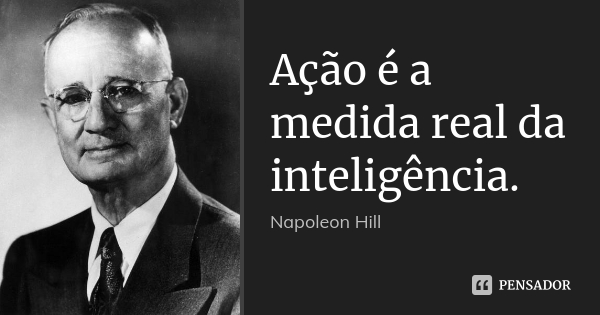 Ação é a
medida real da
inteligência.
Napoleon Hill
PENSADOR